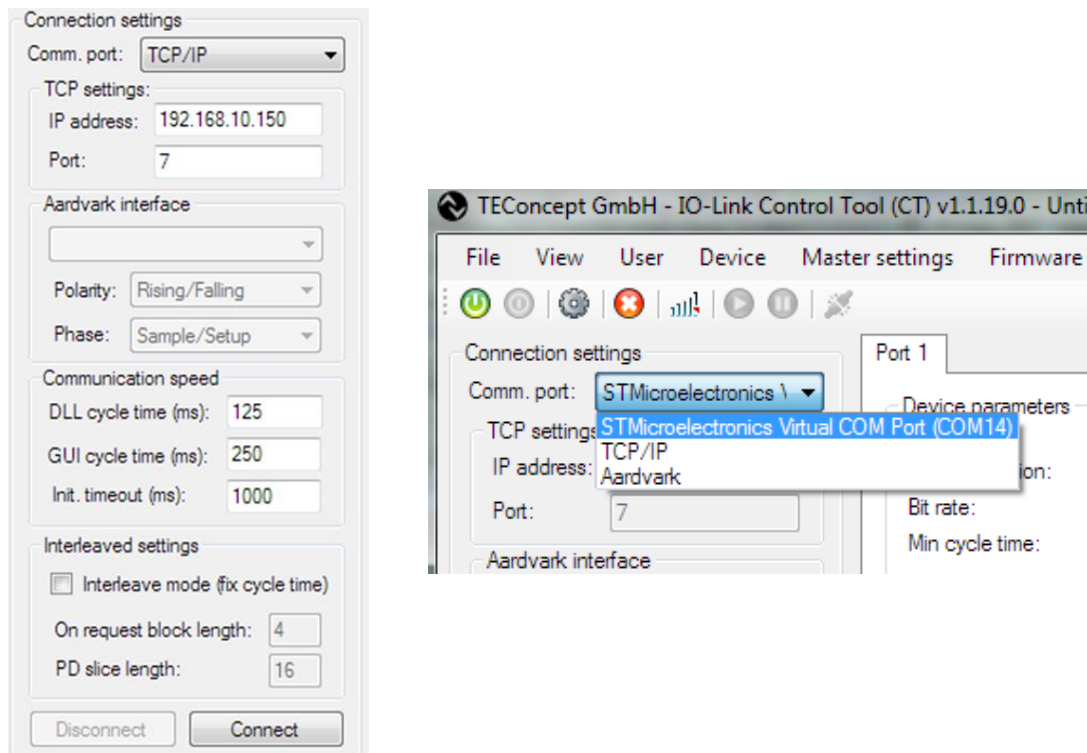 Connection settings
Comm. port: TCP/IP
TCP settings:
IP address: 192.168.10.150
Port: 7
Aardvark interface
Polarity: Rising/Falling
Phase: Sample/Setup
Communication speed
DLL cycle time (ms): 125
GUI cycle time (ms): 250
Init. timeout (ms): 1000
Interleaved settings
Interleave mode (fix cycle time)
On request block length: 4
PD slice length: 16
Disconnect Connect
TEConcept GmbH - IO-Link Control Tool (CT) v1.1.19.0 - Unti
File View User Device Master settings Firmware
Connection settings Port 1
Comm. port: STMicroelectronics V
Device parameters
TCP settings STMicroelectronics Virtual COM Port (COM14)
TCP/IP
IP address: Aardvark ion:
Port: 7 Bit rate:
Min cycle time:
Aardvark interface